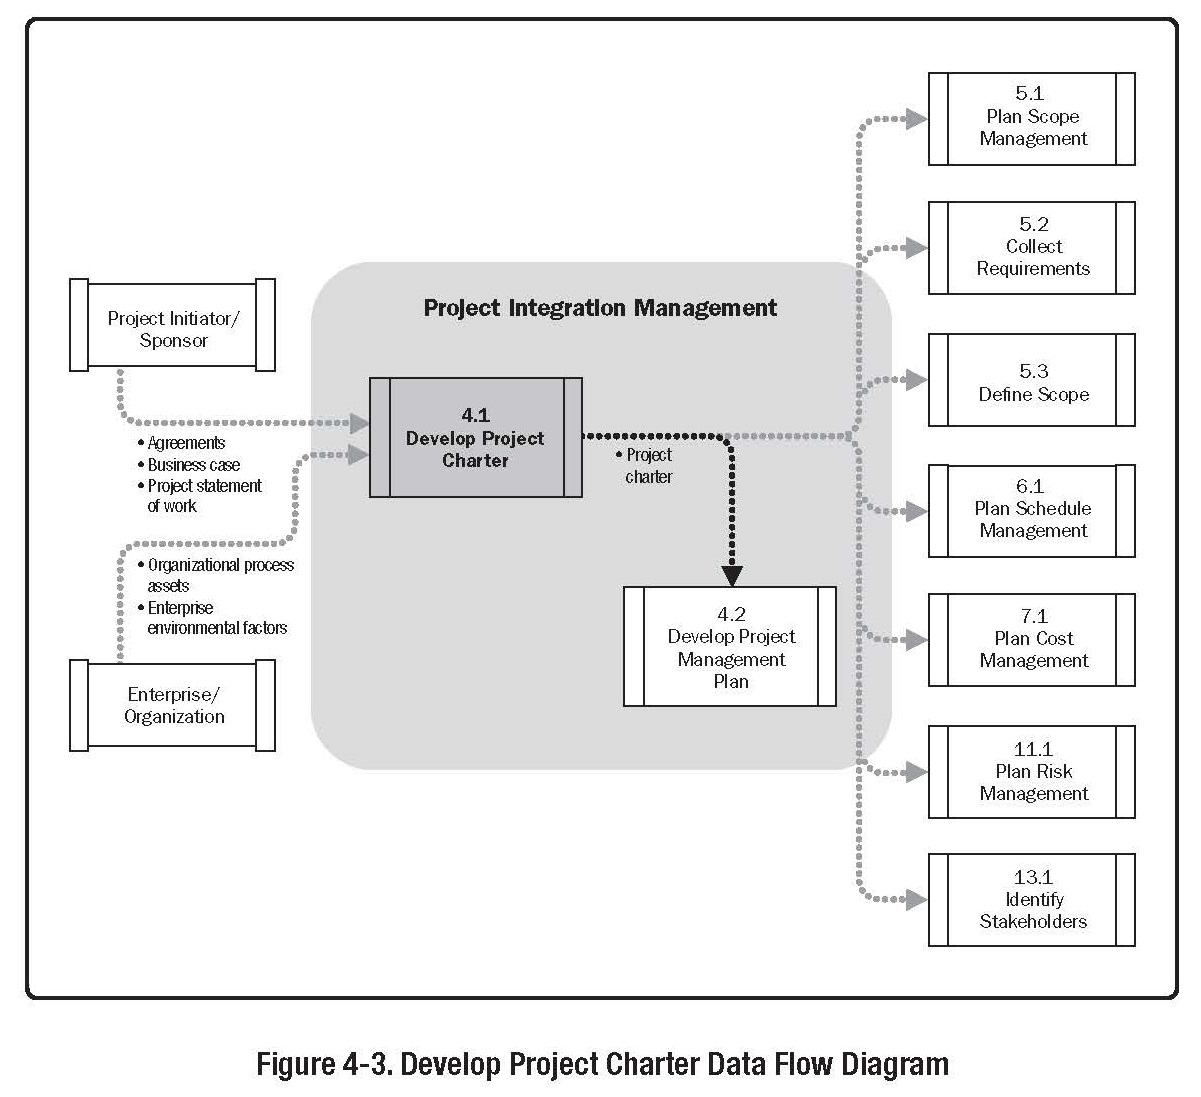 Project Initiator/
Sponsor
• Agreements
• Business case
• Project statement
of work
• Organizational process
assets
• Enterprise
environmental factors
Enterprise/
Organization
Project Integration Management
4.1
Develop Project
Charter
• Project
charter
4.2
Develop Project
Management
Plan
5.1
Plan Scope
Management
5.2
Collect
Requirements
5.3
Define Scope
6.1
Plan Schedule
Management
7.1
Plan Cost
Management
11.1
Plan Risk
Management
13.1
Identify
Stakeholders
Figure 4-3. Develop Project Charter Data Flow Diagram